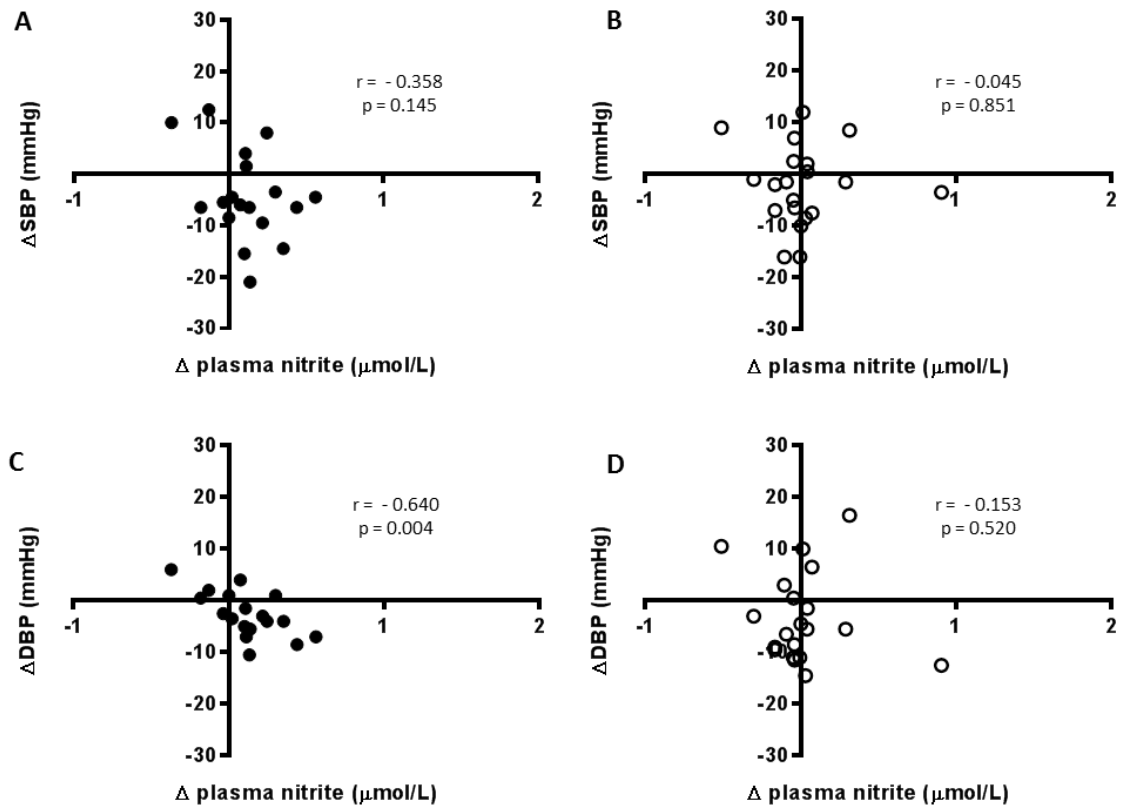 A
30
20
10
-10
-20
-30
-1
1
2
r = - 0.358
p = 0.145
ΔSBP (mmHg)
Δ plasma nitrite (μmol/L)
B
30
20
10
-10
-20
-30
-1
1
2
r = - 0.045
p = 0.851
ΔSBP (mmHg)
Δ plasma nitrite (μmol/L)
C
30
20
10
-10
-20
-30
-1
1
2
r = - 0.640
p = 0.004
ΔDBP (mmHg)
Δ plasma nitrite (μmol/L)
D
30
20
10
-10
-20
-30
-1
1
2
r = - 0.153
p = 0.520
ΔDBP (mmHg)
Δ plasma nitrite (μmol/L)